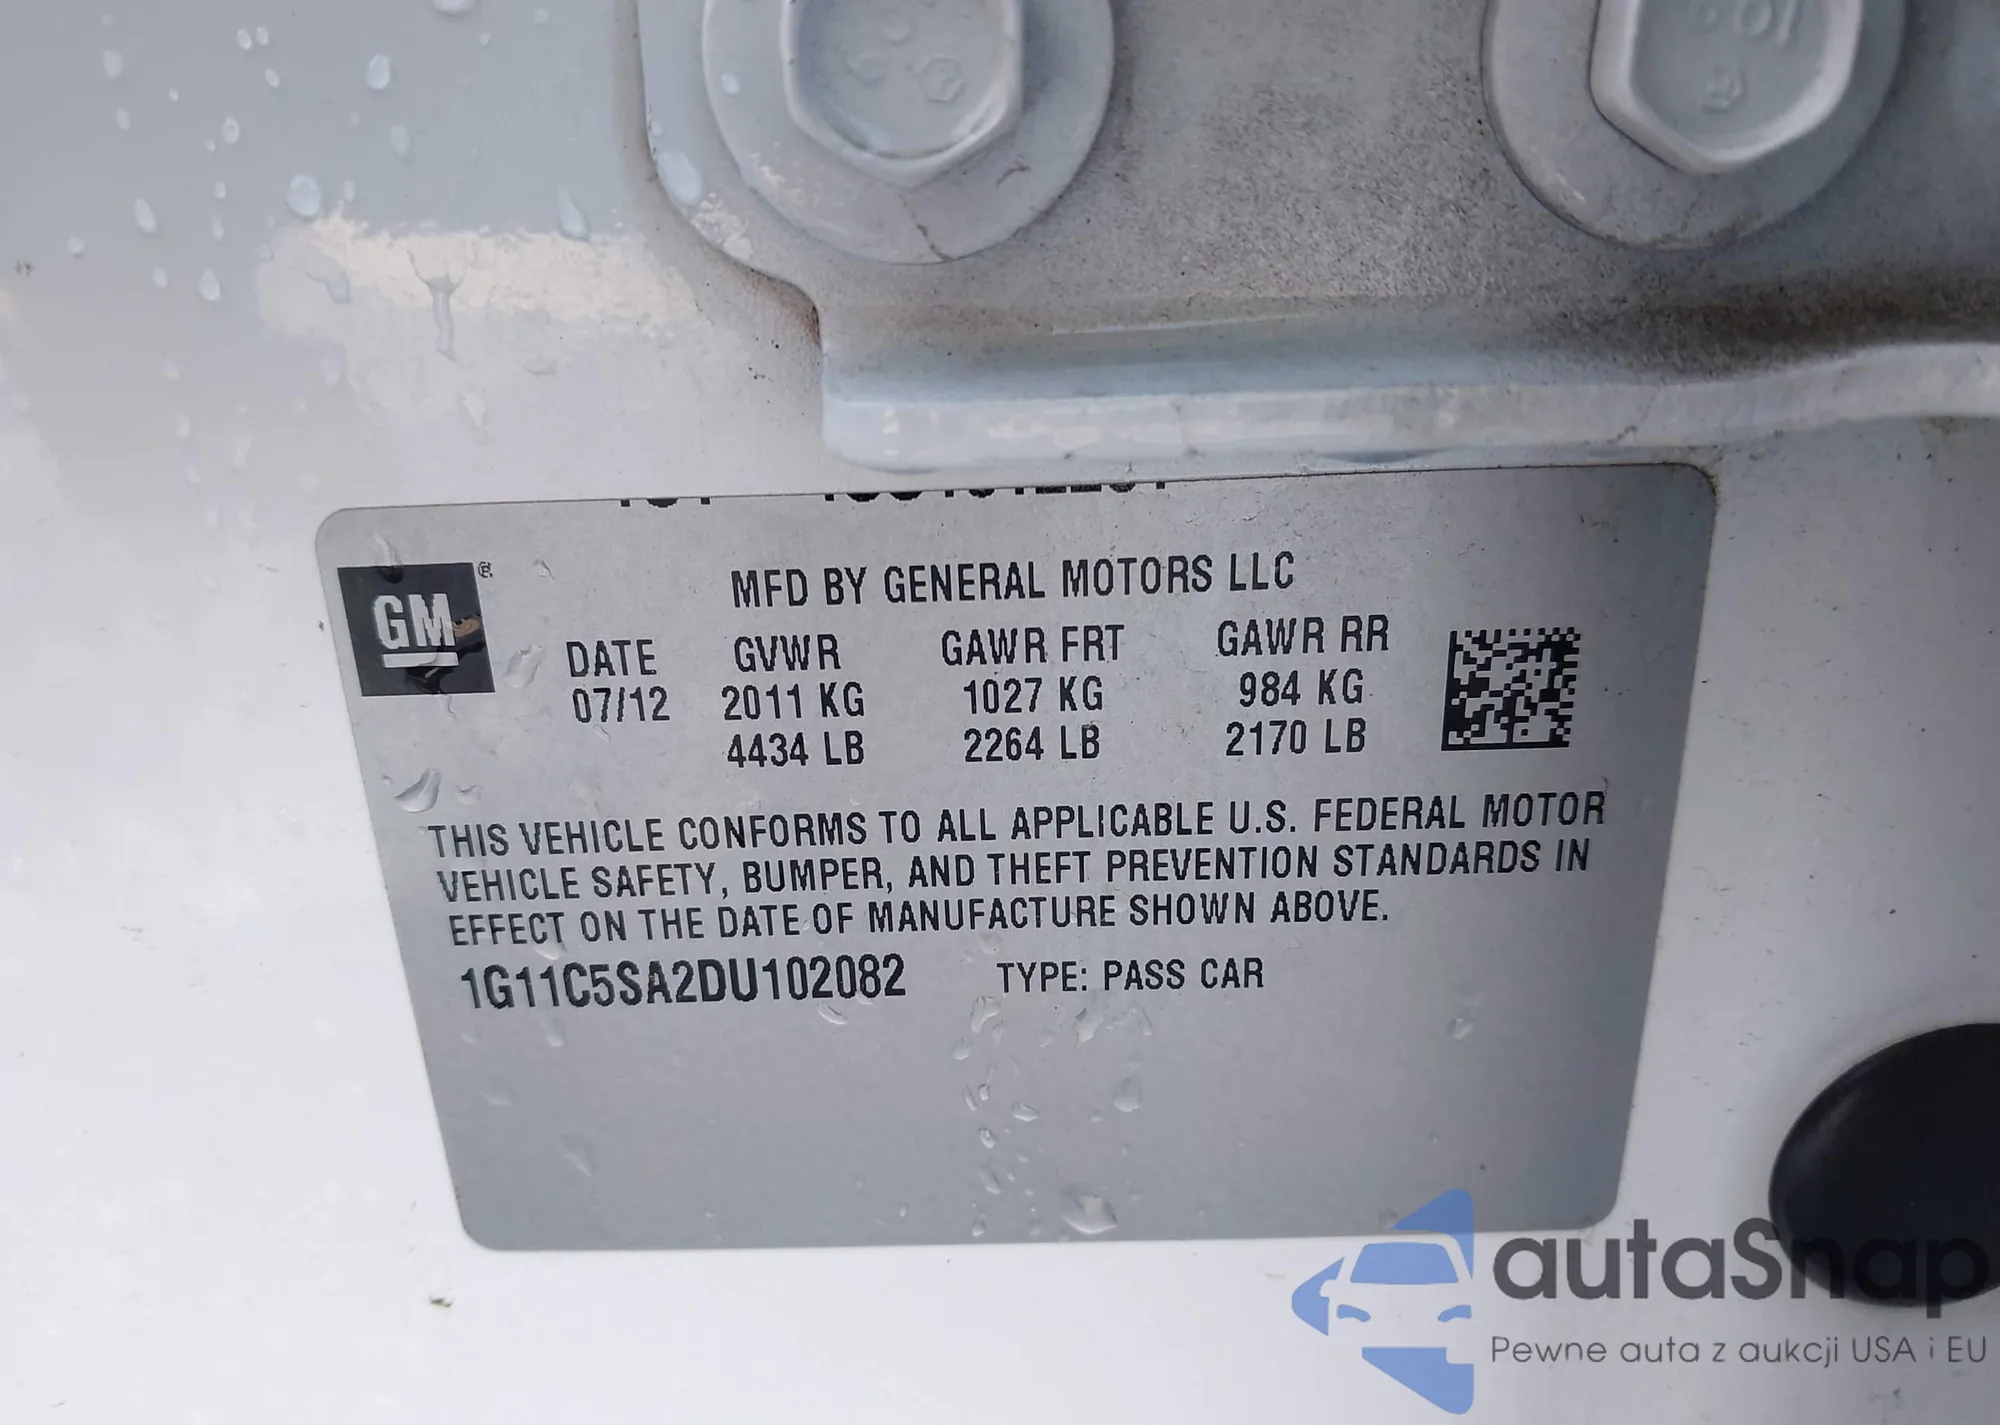 MFD BY GENERAL MOTORS LLC
GM®
DATE GVWR GAWR FRT GAWR RR
07/12 2011 KG 1027 KG 984 KG
4434 LB 2264 LB 2170 LB
THIS VEHICLE CONFORMS TO ALL APPLICABLE U.S. FEDERAL MOTOR
VEHICLE SAFETY, BUMPER, AND THEFT PREVENTION STANDARDS IN
EFFECT ON THE DATE OF MANUFACTURE SHOWN ABOVE.
1G11C5SA2DU102082 TYPE: PASS CAR
autaSnap
Pewne auta z aukcji USA i EU